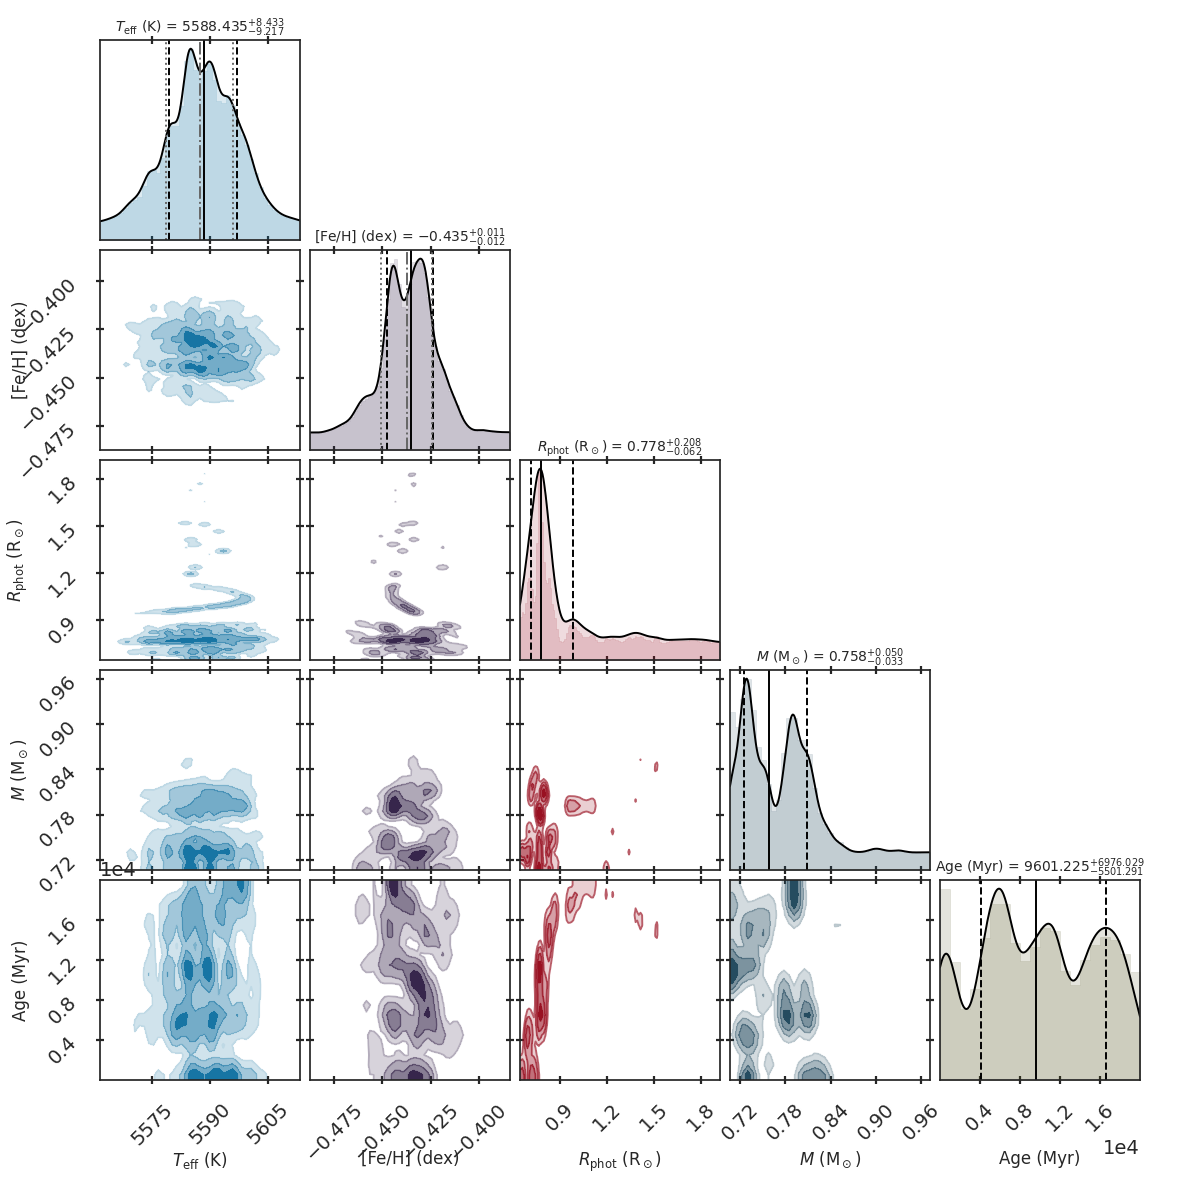 T_eff (K) = 5588.435 +8.433 −9.217
[Fe/H] (dex) = −0.435 +0.011 −0.012
[Fe/H] (dex)
−0.400
−0.425
−0.450
−0.475
R_phot (R⊙) = 0.778 +0.208 −0.062
R_phot (R⊙)
1.8
1.5
1.2
0.9
M (M⊙) = 0.758 +0.050 −0.033
M (M⊙)
0.96
0.90
0.84
0.78
0.72
1e4
Age (Myr) = 9601.225 +6976.029 −5501.291
Age (Myr)
1.6
1.2
0.8
0.4
5575 5590 5605
−0.475 −0.450 −0.425 −0.400
0.9 1.2 1.5 1.8
0.72 0.78 0.84 0.90 0.96
0.4 0.8 1.2 1.6
1e4
T_eff (K) [Fe/H] (dex) R_phot (R⊙) M (M⊙) Age (Myr)